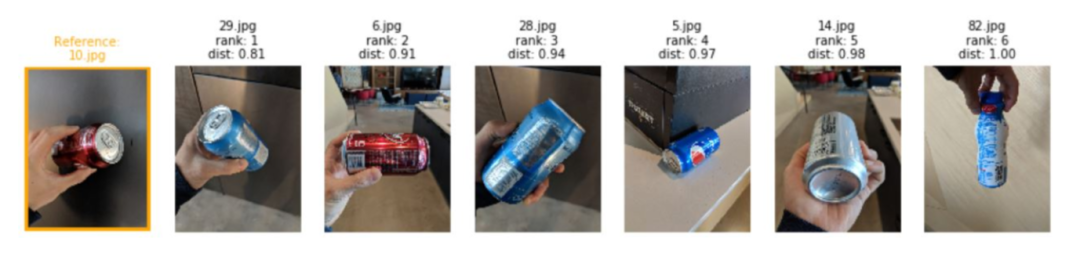 Reference:
10.jpg
29.jpg
rank: 1
dist: 0.81
6.jpg
rank: 2
dist: 0.91
28.jpg
rank: 3
dist: 0.94
5.jpg
rank: 4
dist: 0.97
14.jpg
rank: 5
dist: 0.98
82.jpg
rank: 6
dist: 1.00